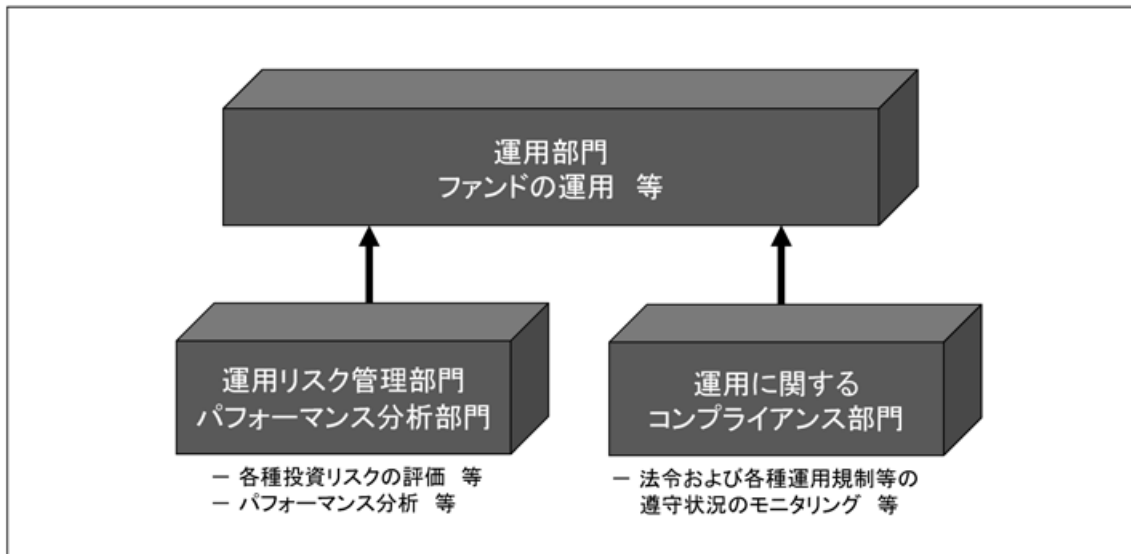 運用部門
ファンドの運用 等
運用リスク管理部門
パフォーマンス分析部門
－ 各種投資リスクの評価 等
－ パフォーマンス分析 等
運用に関する
コンプライアンス部門
－ 法令および各種運用規制等の
遵守状況のモニタリング 等